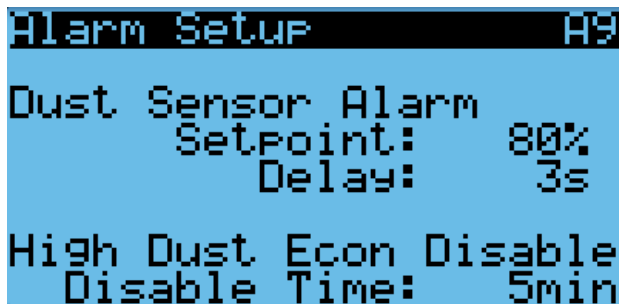 Alarm Setup A9
Dust Sensor Alarm
Setpoint: 80%
Delay: 3s
High Dust Econ Disable
Disable Time: 5min